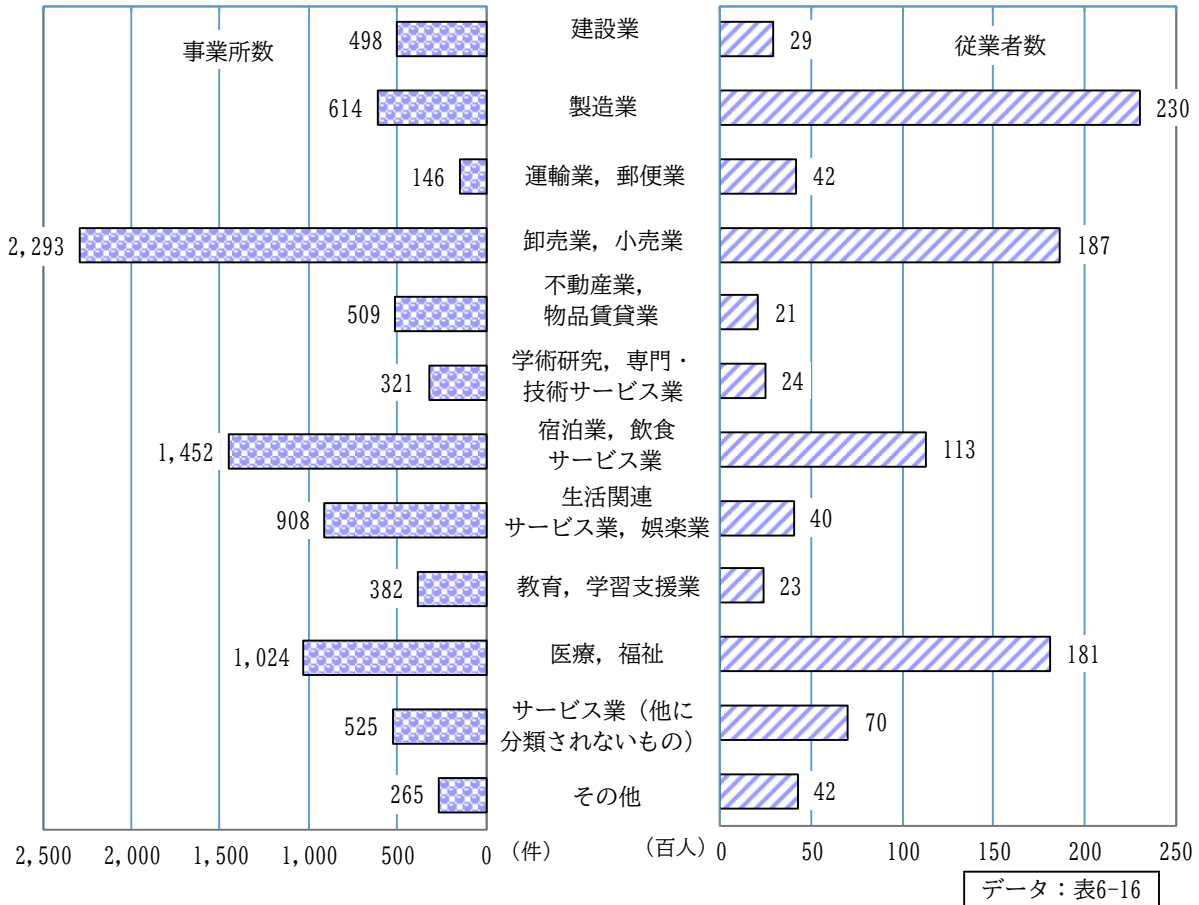 事業所数
従業者数
498
建設業
29
614
製造業
230
146
運輸業，郵便業
42
2,293
卸売業，小売業
187
509
不動産業，
物品賃貸業
21
321
学術研究，専門・
技術サービス業
24
1,452
宿泊業，飲食
サービス業
113
908
生活関連
サービス業，娯楽業
40
382
教育，学習支援業
23
1,024
医療，福祉
181
525
サービス業（他に
分類されないもの）
70
265
その他
42
2,500 2,000 1,500 1,000 500 0 （件）
（百人） 0 50 100 150 200 250
データ：表6-16